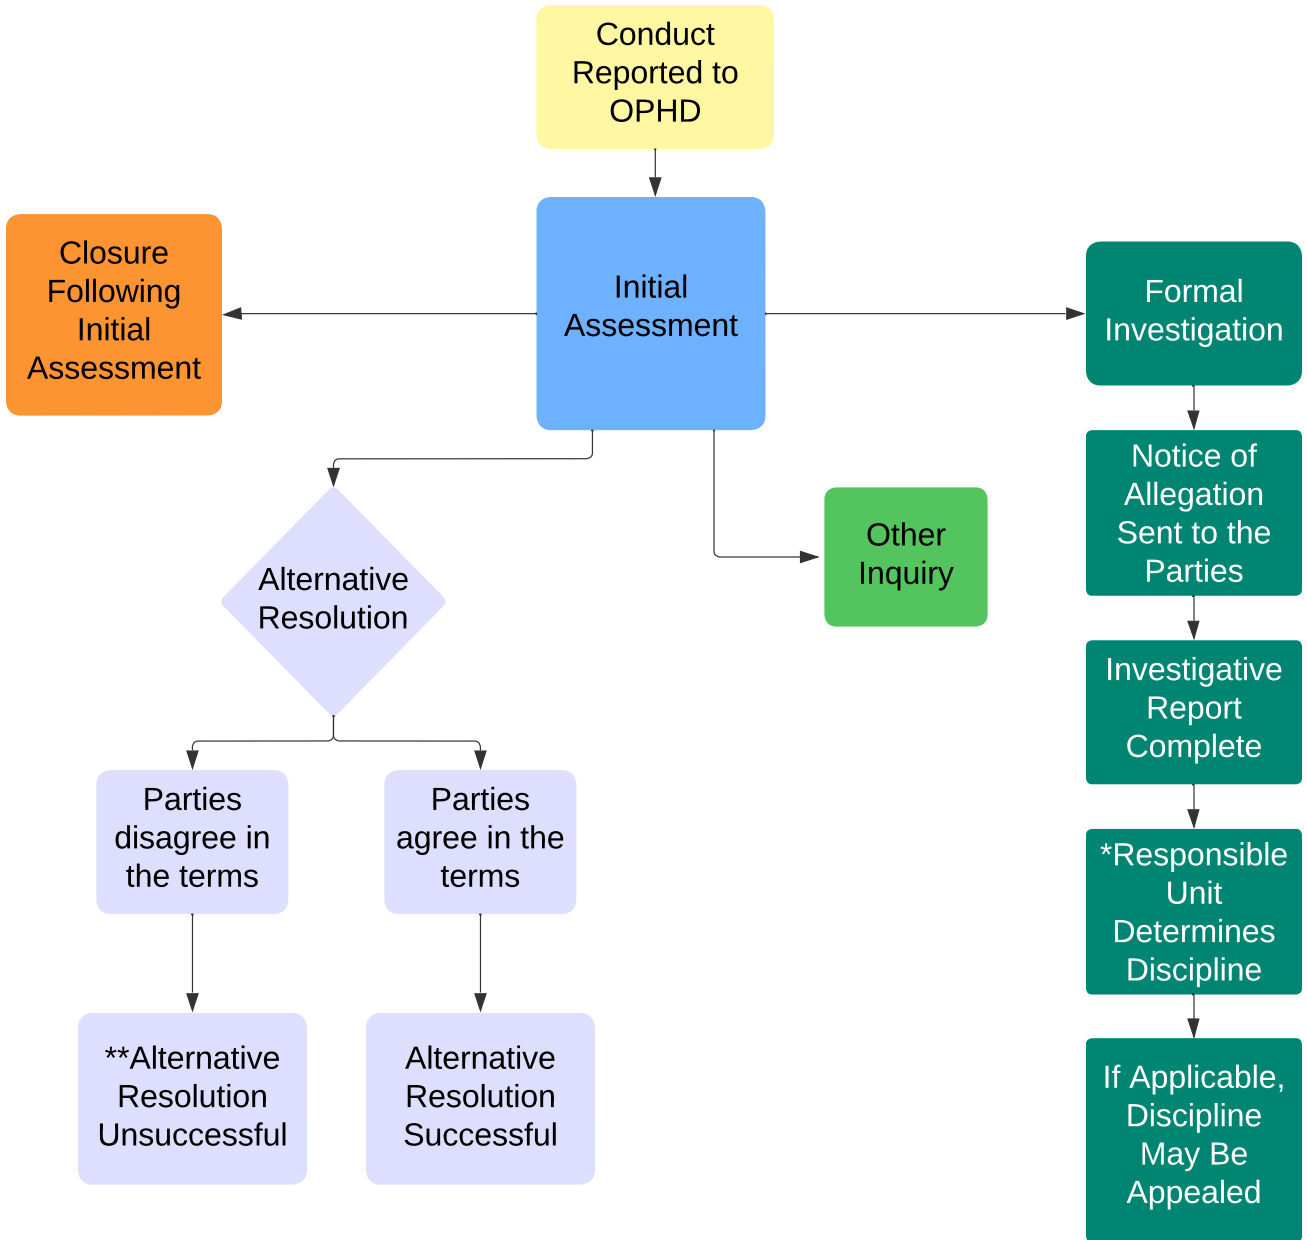 Conduct
Reported to
OPHD
Closure
Following
Initial
Assessment
Initial
Assessment
Formal
Investigation
Notice of
Allegation
Sent to the
Parties
Other
Inquiry
Alternative
Resolution
Investigative
Report
Complete
Parties
disagree in
the terms
Parties
agree in the
terms
*Responsible
Unit
Determines
Discipline
**Alternative
Resolution
Unsuccessful
Alternative
Resolution
Successful
If Applicable,
Discipline
May Be
Appealed